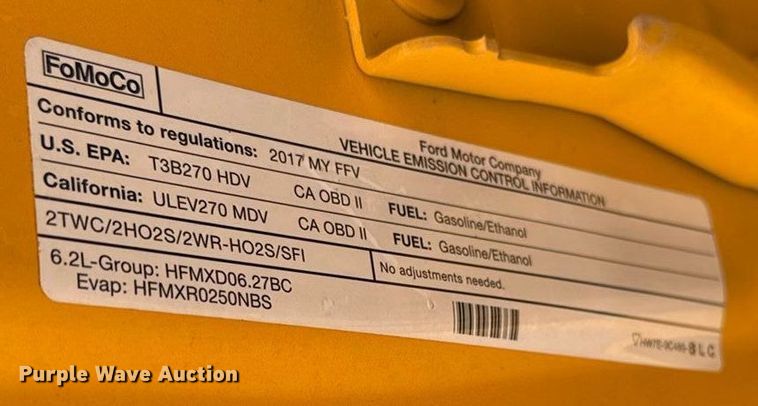 FoMoCo
Ford Motor Company
VEHICLE EMISSION CONTROL INFORMATION
Conforms to regulations: 2017 MY FFV
U.S. EPA: T3B270 HDV CA OBD II FUEL: Gasoline/Ethanol
California: ULEV270 MDV CA OBD II FUEL: Gasoline/Ethanol
2TWC/2HO2S/2WR-HO2S/SFI
No adjustments needed.
6.2L-Group: HFMXD06.27BC
Evap: HFMXR0250NBS
SLC
Purple Wave Auction